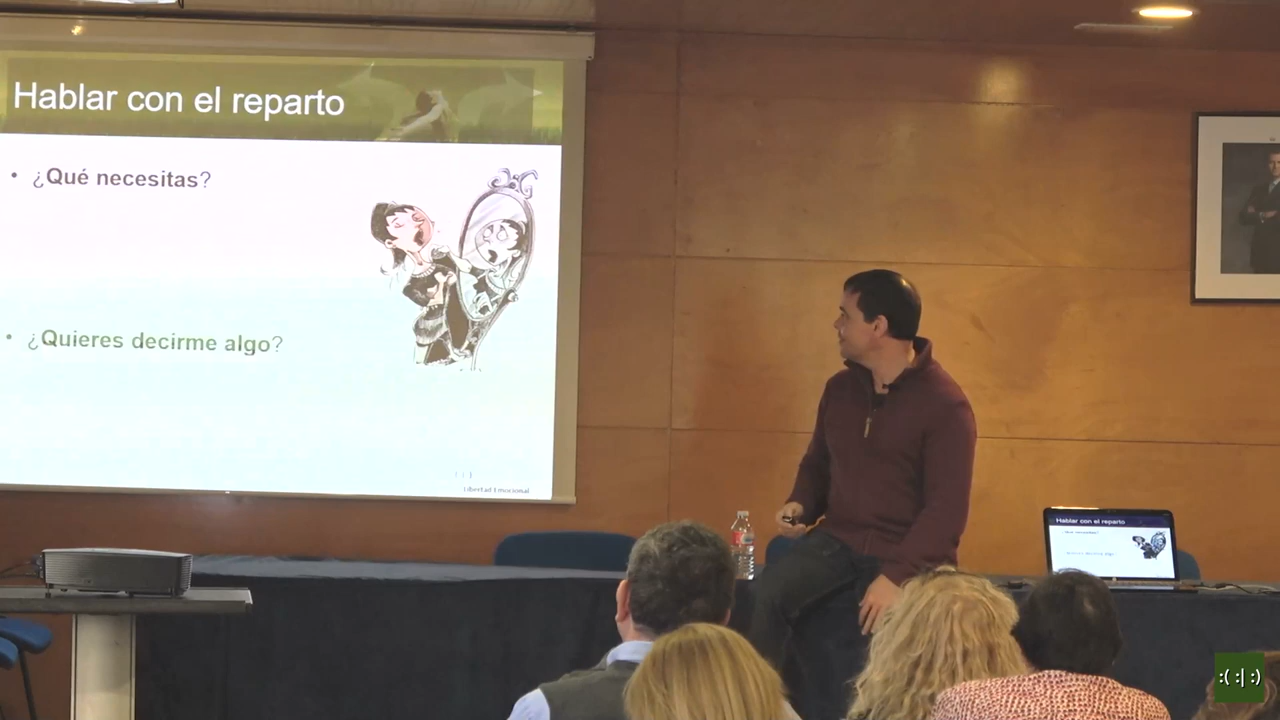 Hablar con el reparto
• ¿Qué necesitas?
• ¿Quieres decirme algo?
Libertad Emocional
Hablar con el reparto
:( :| :)